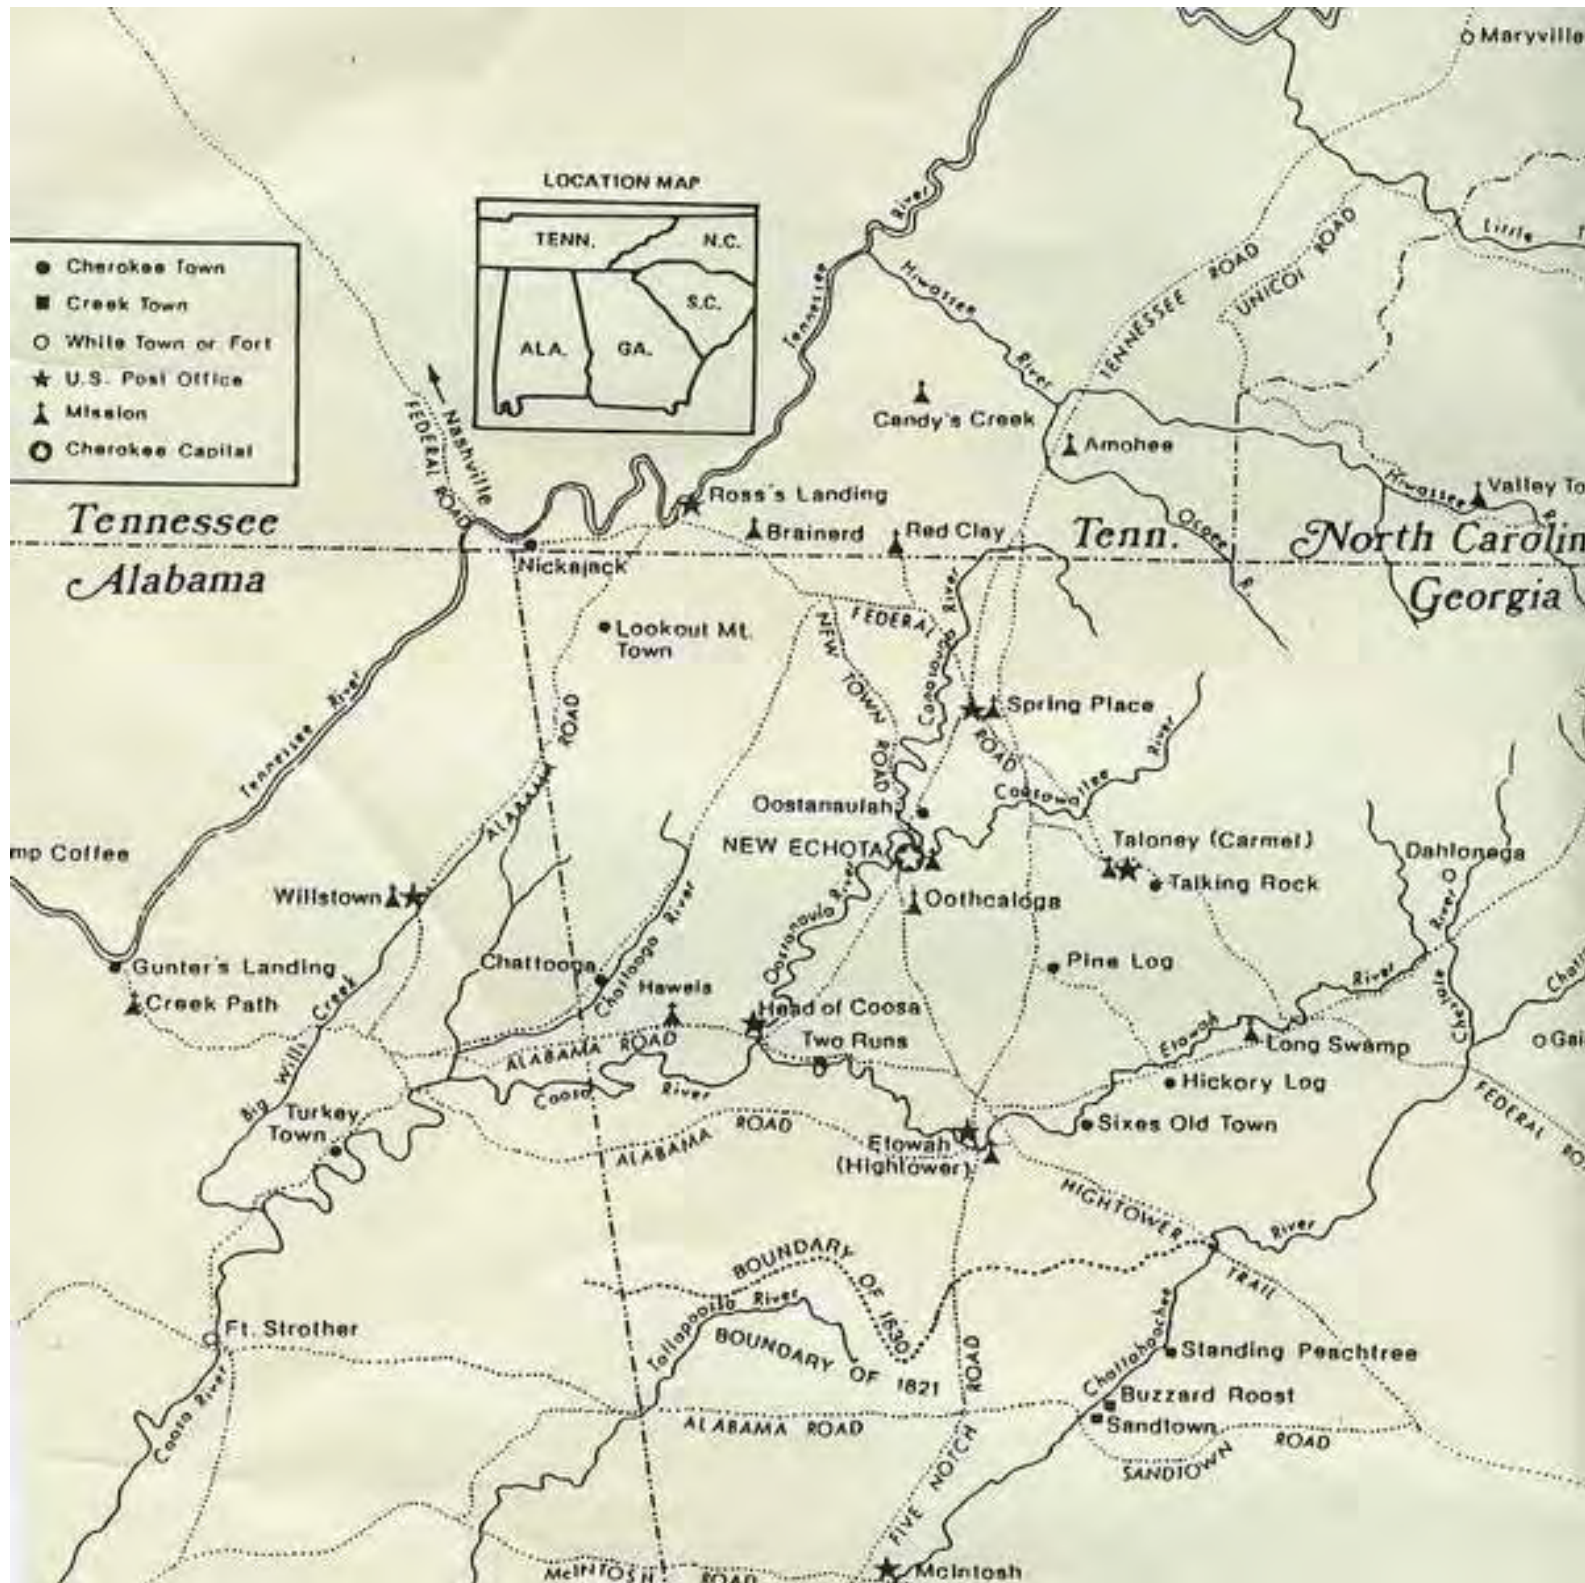 Maryville
LOCATION MAP
TENN.
N.C.
S.C.
ALA.
GA.
Cherokee Town
Creek Town
White Town or Fort
U.S. Post Office
Mission
Cherokee Capital
Nashville
FEDERAL ROAD
Tennessee River
Hiwassee River
TENNESSEE ROAD
UNICOI ROAD
Little
Candy's Creek
Amohee
Ross's Landing
Brainerd
Red Clay
Hiwassee
Valley To
Ocoee R.
Tennessee
Tenn.
North Carolin
Alabama
Georgia
Nickajack
Lookout Mt.
Town
FEDERAL ROAD
NEW TOWN ROAD
Conasauga River
Spring Place
Tennessee River
ALABAMA ROAD
Oostanaulah
Cootowallee River
NEW ECHOTA
Taloney (Carmel)
Talking Rock
Dahlonega
mp Coffee
Willstown
Oothcaloga
Oostanaula River
Chattooga
Chattooga River
Pine Log
Gunter's Landing
Creek Path
Haweis
Head of Coosa
Two Runs
ALABAMA ROAD
Etowah River
Long Swamp
Chestatee River
Chatt
Gai
Big Wills Creek
Coosa River
Hickory Log
Turkey
Town
ALABAMA ROAD
Etowah
(Hightower)
Sixes Old Town
FEDERAL RO
HIGHTOWER TRAIL
Chattahoochee River
BOUNDARY OF 1830
Tallapoosa River
BOUNDARY OF 1821
Ft. Strother
Coosa River
Standing Peachtree
Buzzard Roost
Sandtown
ALABAMA ROAD
SANDTOWN ROAD
FIVE NOTCH ROAD
McINTOSH ROAD
McIntosh